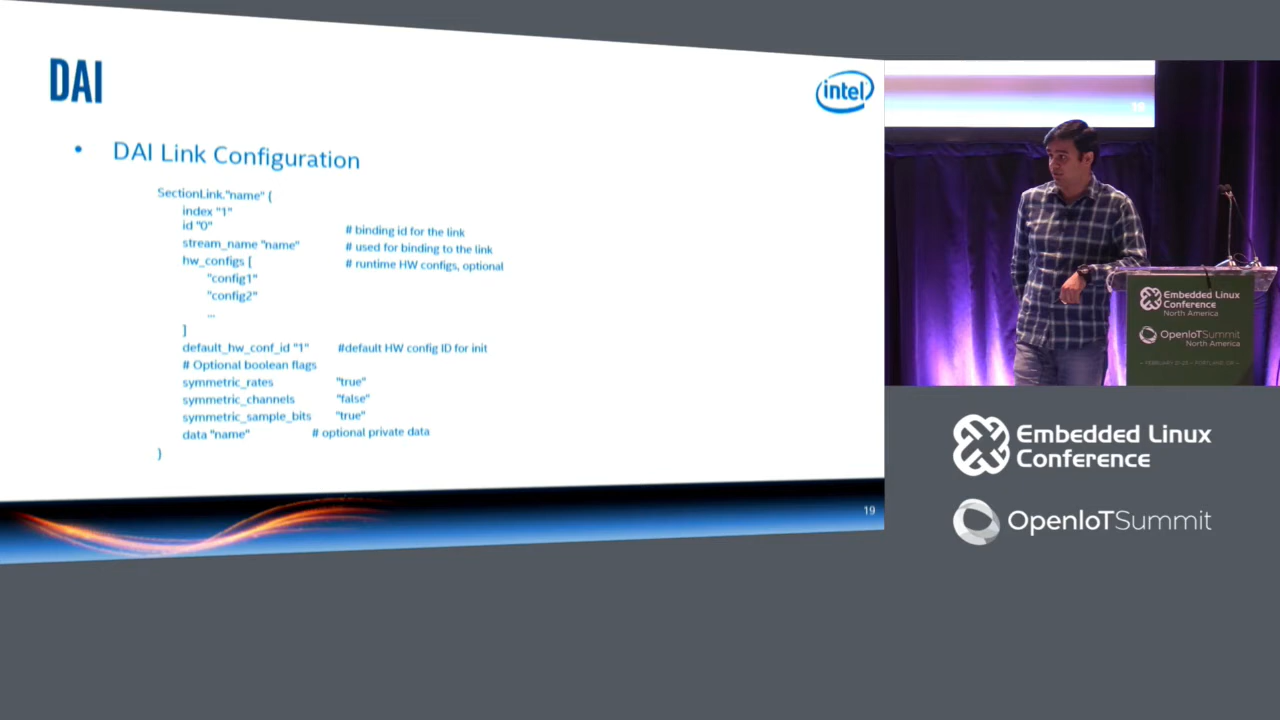 DAI
intel
• DAI Link Configuration
SectionLink."name" {
index "1"
id "0" # binding id for the link
stream_name "name" # used for binding to the link
hw_configs [ # runtime HW configs, optional
"config1"
"config2"
...
]
default_hw_conf_id "1" #default HW config ID for init
# Optional boolean flags
symmetric_rates "true"
symmetric_channels "false"
symmetric_sample_bits "true"
data "name" # optional private data
}
19
19
Embedded Linux
Conference
North America
OpenIoTSummit
North America
Embedded Linux
Conference
OpenIoTSummit